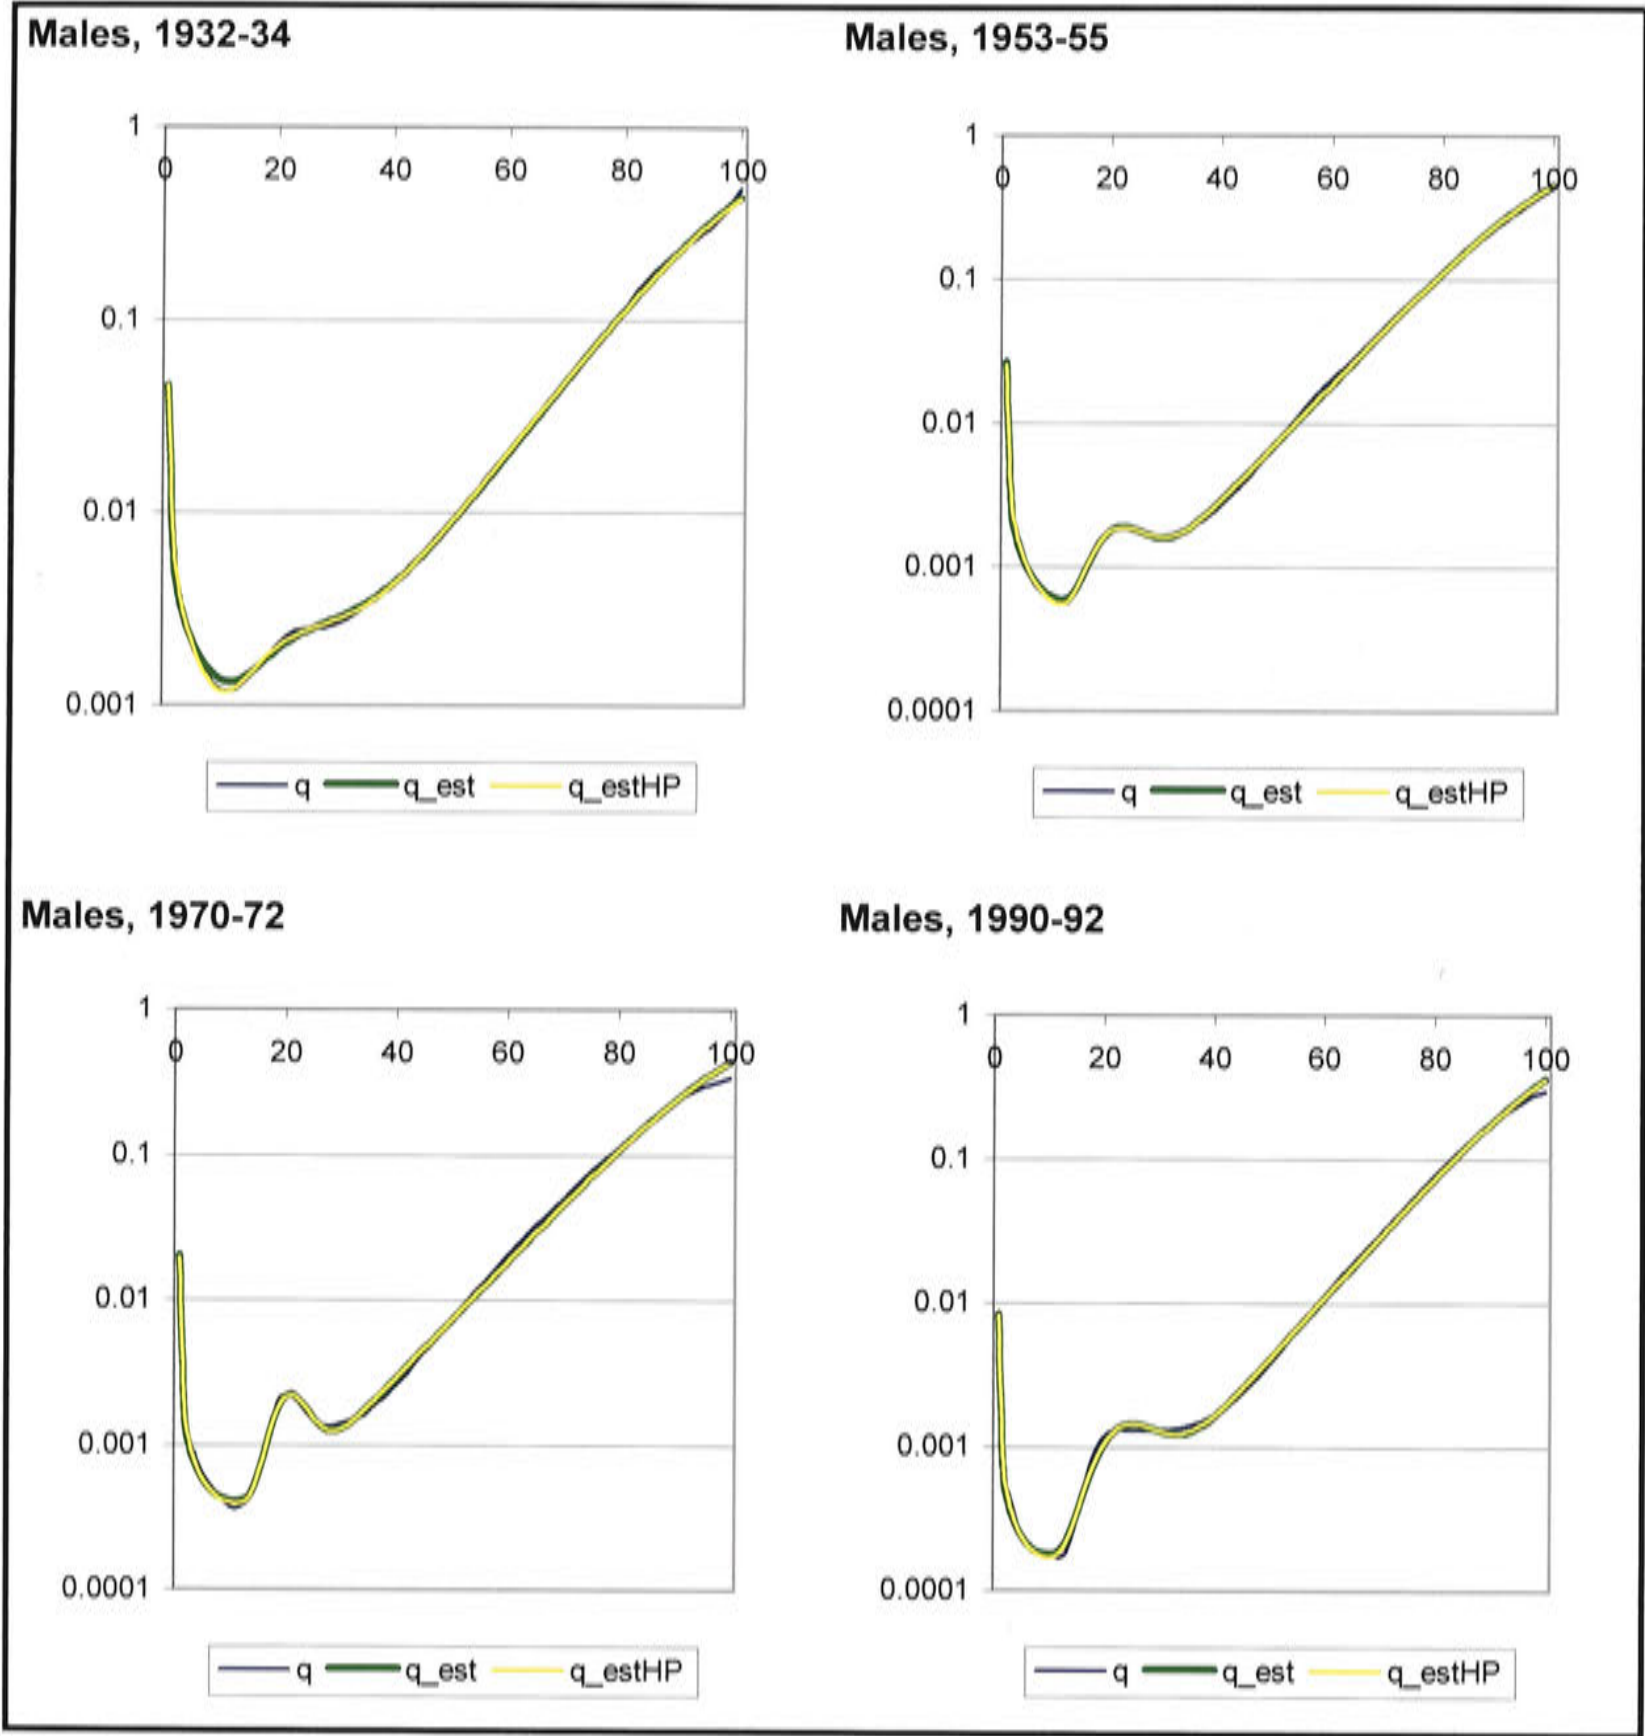 Males, 1932-34
1
0 20 40 60 80 100
0.1
0.01
0.001
q q_est q_estHP
Males, 1953-55
1
0 20 40 60 80 100
0.1
0.01
0.001
0.0001
q q_est q_estHP
Males, 1970-72
1
0 20 40 60 80 100
0.1
0.01
0.001
0.0001
q q_est q_estHP
Males, 1990-92
1
0 20 40 60 80 100
0.1
0.01
0.001
0.0001
q q_est q_estHP